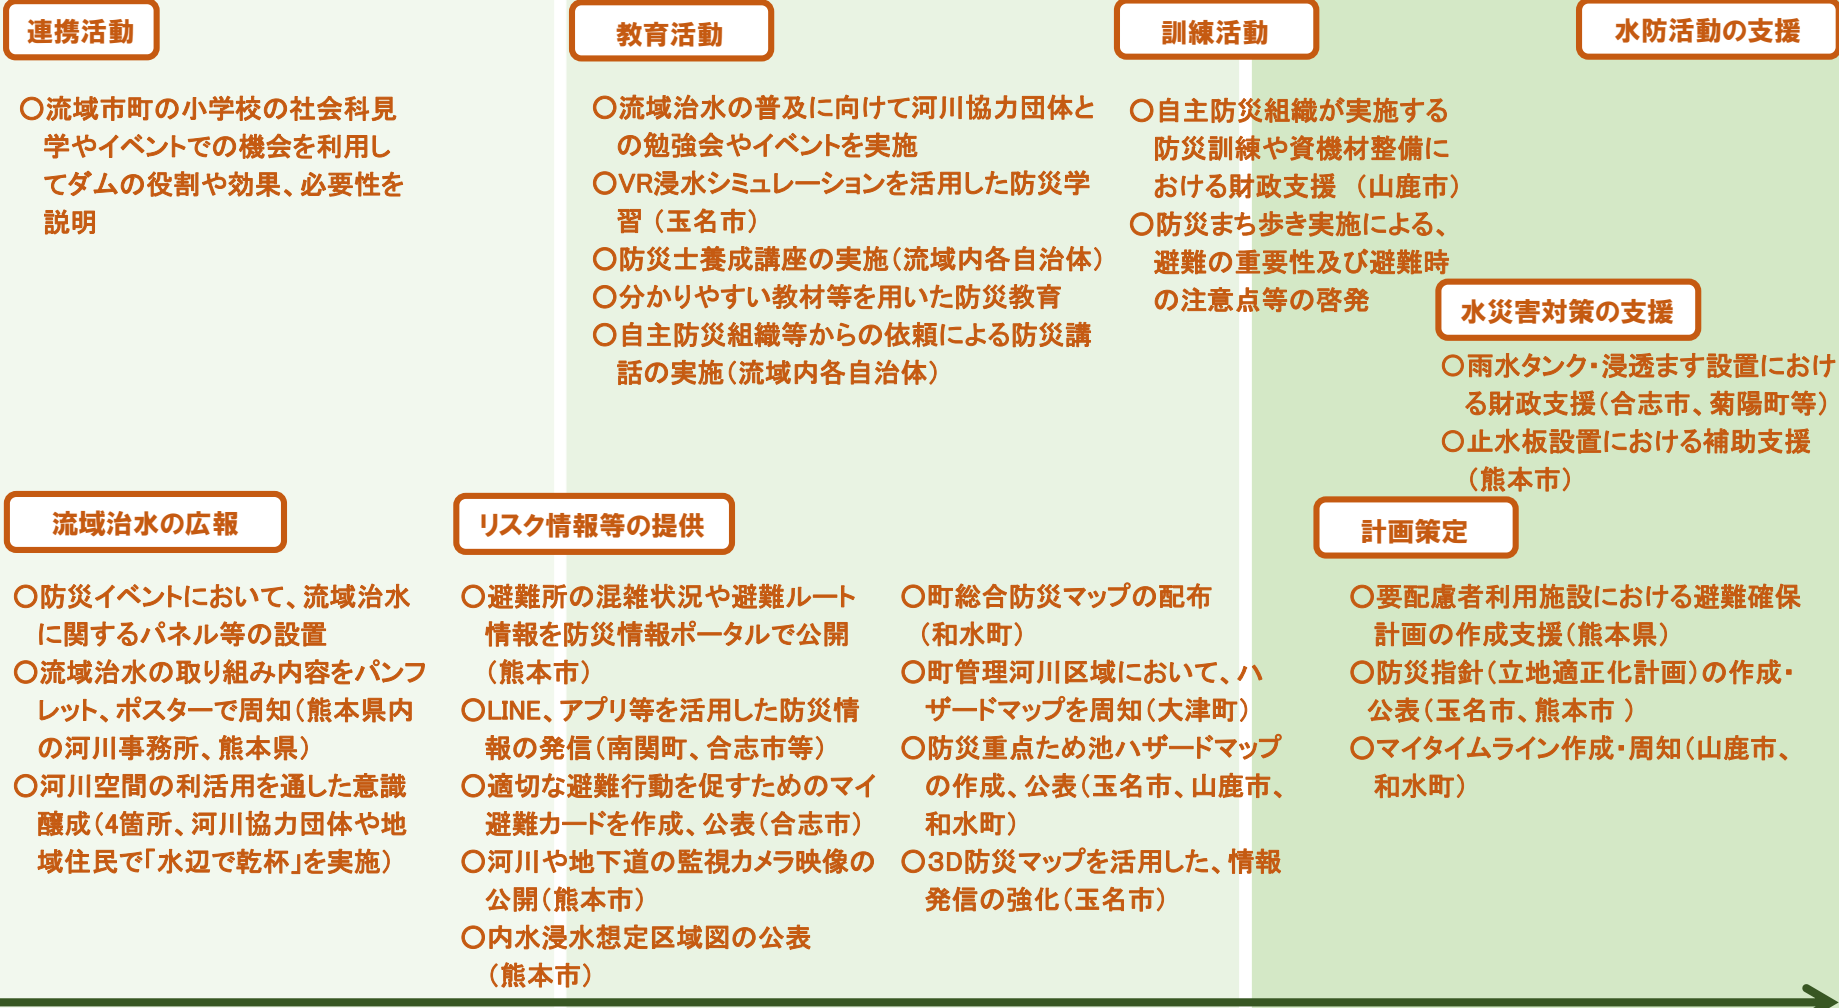 連携活動
○流域市町の小学校の社会科見
学やイベントでの機会を利用し
てダムの役割や効果、必要性を
説明
教育活動
○流域治水の普及に向けて河川協力団体と
の勉強会やイベントを実施
○VR浸水シミュレーションを活用した防災学
習（玉名市）
○防災士養成講座の実施（流域内各自治体）
○分かりやすい教材等を用いた防災教育
○自主防災組織等からの依頼による防災講
話の実施（流域内各自治体）
訓練活動
○自主防災組織が実施する
防災訓練や資機材整備に
おける財政支援 （山鹿市）
○防災まち歩き実施による、
避難の重要性及び避難時
の注意点等の啓発
水防活動の支援
水災害対策の支援
○雨水タンク・浸透ます設置におけ
る財政支援（合志市、菊陽町等）
○止水板設置における補助支援
（熊本市）
流域治水の広報
○防災イベントにおいて、流域治水
に関するパネル等の設置
○流域治水の取り組み内容をパンフ
レット、ポスターで周知（熊本県内
の河川事務所、熊本県）
○河川空間の利活用を通した意識
醸成（4箇所、河川協力団体や地
域住民で「水辺で乾杯」を実施）
リスク情報等の提供
○避難所の混雑状況や避難ルート
情報を防災情報ポータルで公開
（熊本市）
○LINE、アプリ等を活用した防災情
報の発信（南関町、合志市等）
○適切な避難行動を促すためのマイ
避難カードを作成、公表（合志市）
○河川や地下道の監視カメラ映像の
公開（熊本市）
○内水浸水想定区域図の公表
（熊本市）
○町総合防災マップの配布
（和水町）
○町管理河川区域において、ハ
ザードマップを周知（大津町）
○防災重点ため池ハザードマップ
の作成、公表（玉名市、山鹿市、
和水町）
○3D防災マップを活用した、情報
発信の強化（玉名市）
計画策定
○要配慮者利用施設における避難確保
計画の作成支援（熊本県）
○防災指針（立地適正化計画）の作成・
公表（玉名市、熊本市 ）
○マイタイムライン作成・周知（山鹿市、
和水町）